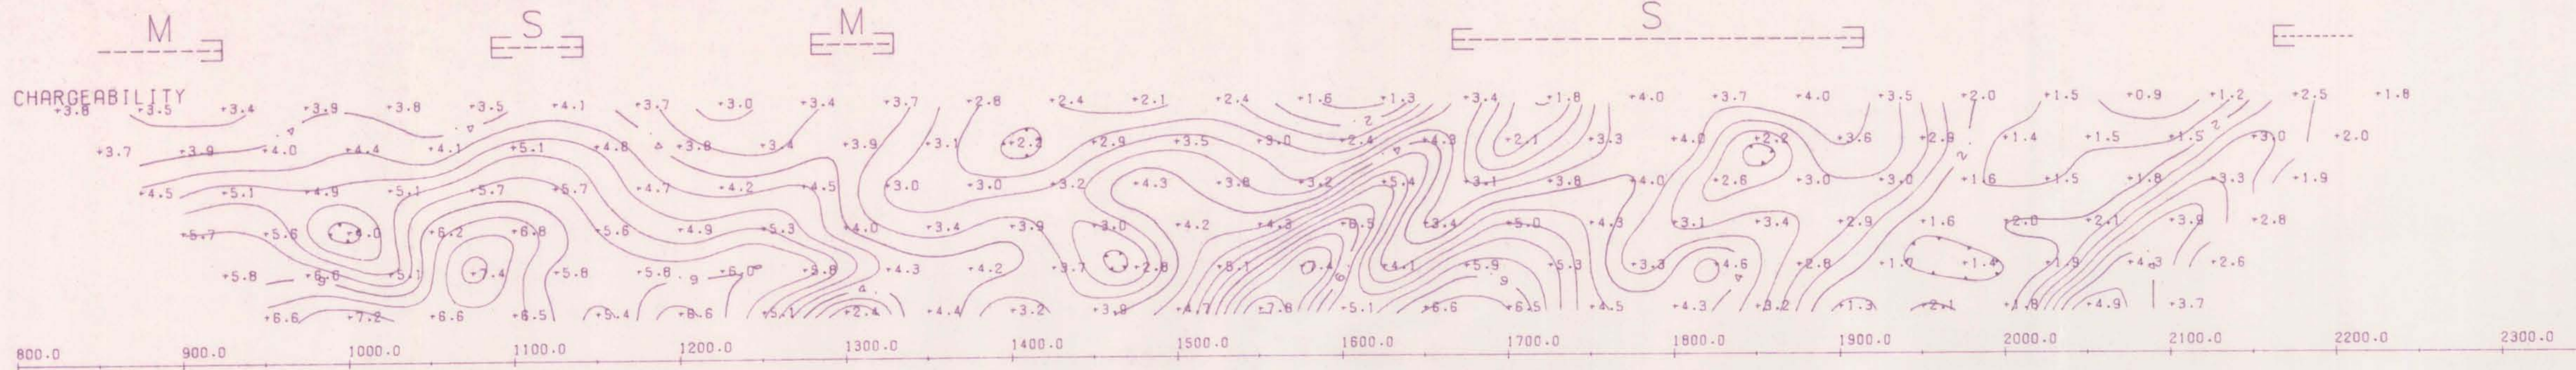 M S M S
CHARGEABILITY
+3.8 +3.5 +3.4 +3.9 +3.8 +3.5 +4.1 +3.7 +3.0 +3.4 +3.7 +2.8 +2.4 +2.1 +2.4 +1.6 +1.3 +3.4 +1.8 +4.0 +3.7 +4.0 +3.5 +2.0 +1.5 +0.9 +1.2 +2.5 +1.8
+3.7 +3.9 +4.0 +4.4 +4.1 +5.1 +4.8 +3.8 +3.4 +3.9 +3.1 +2.2 +2.9 +3.5 +3.0 +2.4 +4.3 +2.1 +3.3 +4.0 +2.2 +3.6 +2.9 +1.4 +1.5 +1.5 +3.0 +2.0
+4.5 +5.1 +4.9 +5.1 +5.7 +5.7 +4.7 +4.2 +4.5 +3.0 +3.0 +3.2 +4.3 +3.8 +3.2 +5.4 +3.1 +3.8 +4.0 +2.6 +3.0 +3.0 +1.6 +1.5 +1.8 +3.3 +1.9
+5.7 +5.6 +6.2 +6.8 +5.6 +4.9 +5.3 +4.0 +3.4 +3.9 +3.0 +4.2 +4.3 +6.5 +3.4 +5.0 +4.3 +3.1 +3.4 +2.9 +1.6 +2.0 +2.1 +3.9 +2.8
+5.8 +6.6 +5.1 +7.4 +5.8 +5.8 +6.0 +5.8 +4.3 +4.2 +3.7 +2.8 +5.1 +7.4 +4.1 +5.9 +5.3 +3.3 +4.6 +2.8 +1.4 +1.9 +4.3 +2.6
+6.6 +7.2 +6.6 +6.5 +5.4 +6.6 +5.1 +2.4 +4.4 +3.2 +3.9 +4.7 +7.8 +5.1 +6.6 +6.5 +4.5 +4.3 +3.2 +1.3 +2.1 +1.8 +4.9 +3.7
800.0 900.0 1000.0 1100.0 1200.0 1300.0 1400.0 1500.0 1600.0 1700.0 1800.0 1900.0 2000.0 2100.0 2200.0 2300.0